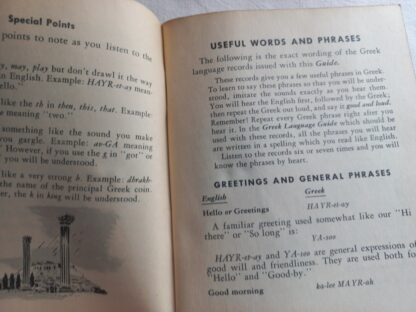 Special Points
points to note as you listen to the
may, play but don't drawl it the way
in English. Example: HAYR-et-ay mean-
hello."
like the th in then, this, that. Example:
meaning "two."
something like the sound you make
you gargle. Example: av-GA meaning
However, if you use the g in "got" or
you will be understood.
like a very strong h. Example: dhrakh-
the name of the principal Greek coin.
the k in king will be understood.
USEFUL WORDS AND PHRASES
The following is the exact wording of the Greek
language records issued with this Guide.
These records give you a few useful phrases in Greek.
To learn to say these phrases so that you will be under-
stood, imitate the sounds exactly as you hear them.
You will hear the English first, followed by the Greek;
then repeat the Greek out loud, and say it good and loud.
Remember! Repeat every Greek phrase right after you
hear it. In the Greek Language Guide which should be
used with these records, all the phrases you will hear
are written in a spelling which you read like English.
Listen to the records six or seven times and you will
know the phrases by heart.
GREETINGS AND GENERAL PHRASES
English Greek
Hello or Greetings HAYR-et-ay
A familiar greeting used somewhat like our "Hi
there" or "So long" is:
YA-soo
HAYR-et-ay and YA-soo are general expressions of
good will and friendliness. They are used both for
"Hello" and "Good-by."
Good morning ka-lee MAYR-ah